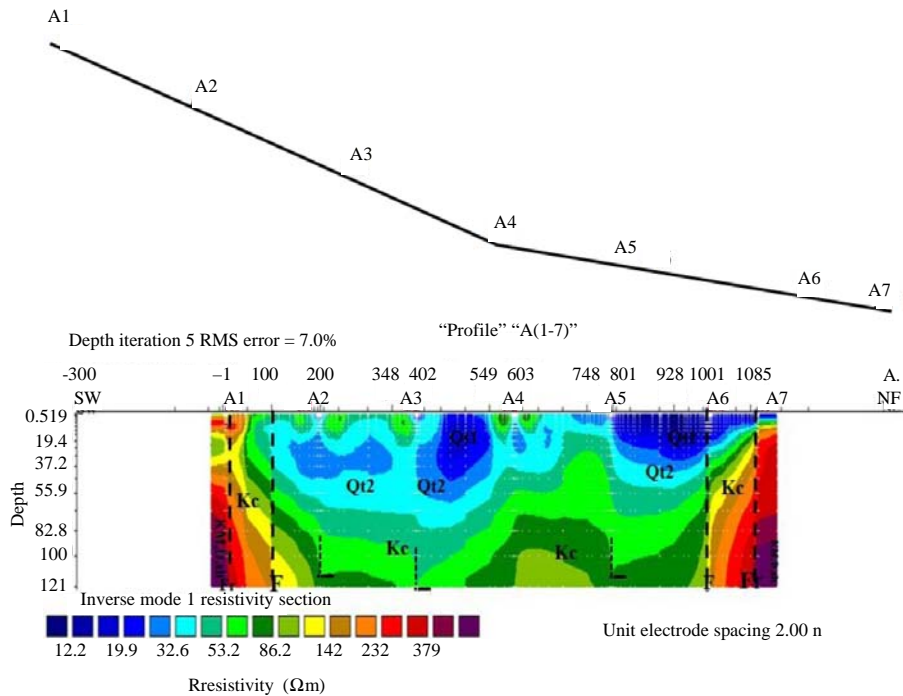 A1
A2
A3
A4
A5
A6
A7
“Profile” “A(1-7)”
Depth iteration 5 RMS error = 7.0%
-300 –1 100 200 348 402 549 603 748 801 928 1001 1085 A.
SW A1 A2 A3 A4 A5 A6 A7 NF
Depth
0.519
19.4
37.2
55.9
82.8
100
121
Qt1 Qt1
Qt2 Qt2 Qt2
Kc Kc
Kc Kc
F F F
Inverse mode 1 resistivity section
12.2 19.9 32.6 53.2 86.2 142 232 379
Unit electrode spacing 2.00 n
Rresistivity (Ωm)